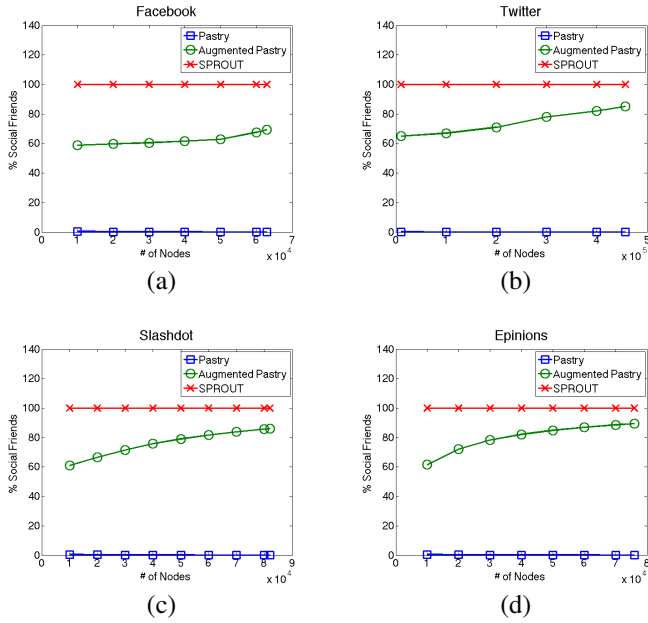 Facebook
140
120
100
80
60
40
20
0
% Social Friends
Pastry
Augmented Pastry
SPROUT
0 1 2 3 4 5 6 7
# of Nodes
x 10^4
(a)
Twitter
140
120
100
80
60
40
20
0
% Social Friends
Pastry
Augmented Pastry
SPROUT
0 1 2 3 4 5
# of Nodes
x 10^5
(b)
Slashdot
140
120
100
80
60
40
20
0
% Social Friends
Pastry
Augmented Pastry
SPROUT
0 1 2 3 4 5 6 7 8 9
# of Nodes
x 10^4
(c)
Epinions
140
120
100
80
60
40
20
0
% Social Friends
Pastry
Augmented Pastry
SPROUT
0 1 2 3 4 5 6 7 8
# of Nodes
x 10^4
(d)